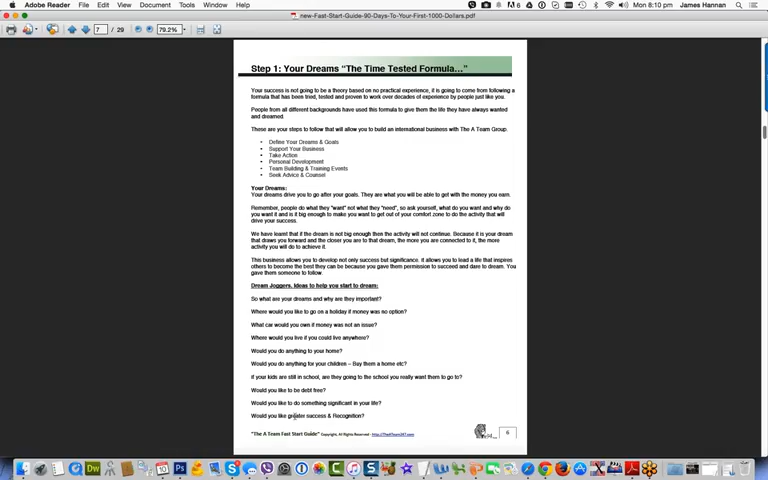 Adobe Reader File Edit View Document Tools Window Help
6 Mon 8:10 pm James Hannan
new-Fast-Start-Guide-90-Days-To-Your-First-1000-Dollars.pdf
7 / 29 79.2%
Step 1: Your Dreams "The Time Tested Formula…"
Your success is not going to be a theory based on no practical experience, it is going to come from following a
formula that has been tried, tested and proven to work over decades of experience by people just like you.
People from all different backgrounds have used this formula to give them the life they have always wanted
and dreamed.
These are your steps to follow that will allow you to build an international business with The A Team Group.
• Define Your Dreams & Goals
• Support Your Business
• Take Action
• Personal Development
• Team Building & Training Events
• Seek Advice & Counsel
Your Dreams:
Your dreams drive you to go after your goals. They are what you will be able to get with the money you earn.
Remember, people do what they "want" not what they "need", so ask yourself, what do you want and why do
you want it and is it big enough to make you want to get out of your comfort zone to do the activity that will
drive your success.
We have learnt that if the dream is not big enough then the activity will not continue. Because it is your dream
that draws you forward and the closer you are to that dream, the more you are connected to it, the more
activity you will do to achieve it.
This business allows you to develop not only success but significance. it allows you to lead a life that inspires
others to become the best they can be because you gave them permission to succeed and dare to dream. You
gave them someone to follow.
Dream Joggers. Ideas to help you start to dream:
So what are your dreams and why are they important?
Where would you like to go on a holiday if money was no option?
What car would you own if money was not an issue?
Where would you live if you could live anywhere?
Would you do anything to your home?
Would you do anything for your children – Buy them a home etc?
if your kids are still in school, are they going to the school you really want them to go to?
Would you like to be debt free?
Would you like to do something significant in your life?
Would you like greater success & Recognition?
"The A Team Fast Start Guide" Copyright, All Rights Reserved - http://TheATeam247.com 6
Dw 10 Ps